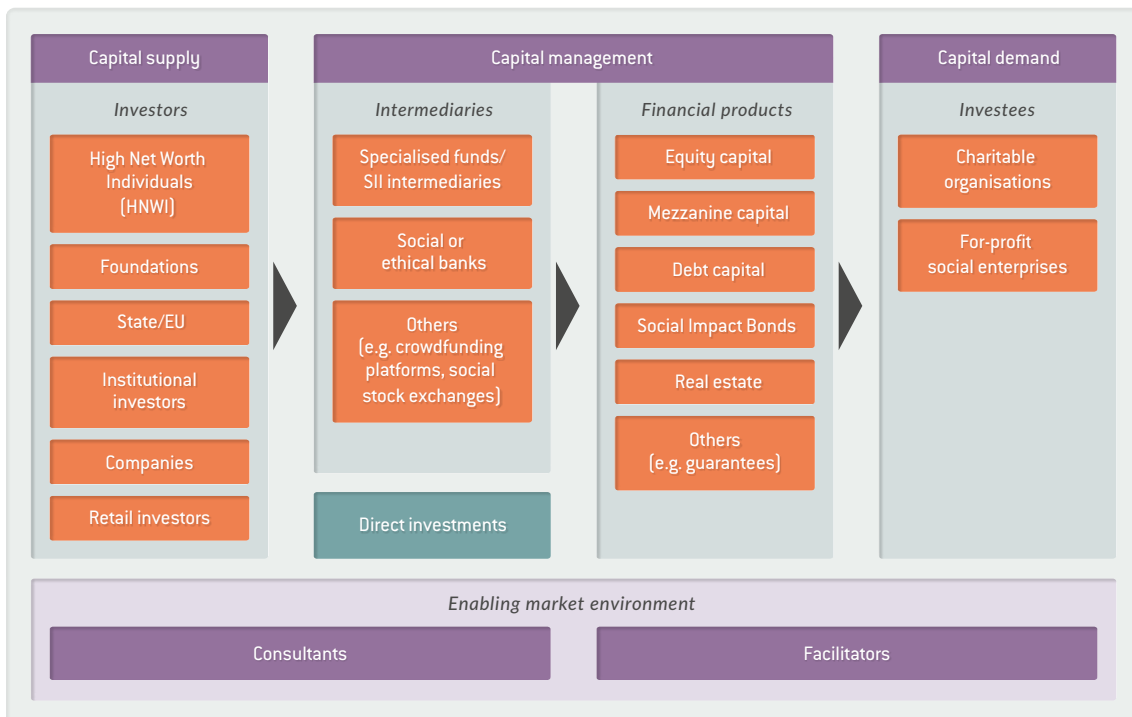 Capital supply
Investors
High Net Worth
Individuals
(HNWI)
Foundations
State/EU
Institutional
investors
Companies
Retail investors
Capital management
Intermediaries
Specialised funds/
SII intermediaries
Social or
ethical banks
Others
(e.g. crowdfunding
platforms, social
stock exchanges)
Direct investments
Financial products
Equity capital
Mezzanine capital
Debt capital
Social Impact Bonds
Real estate
Others
(e.g. guarantees)
Capital demand
Investees
Charitable
organisations
For-profit
social enterprises
Enabling market environment
Consultants
Facilitators